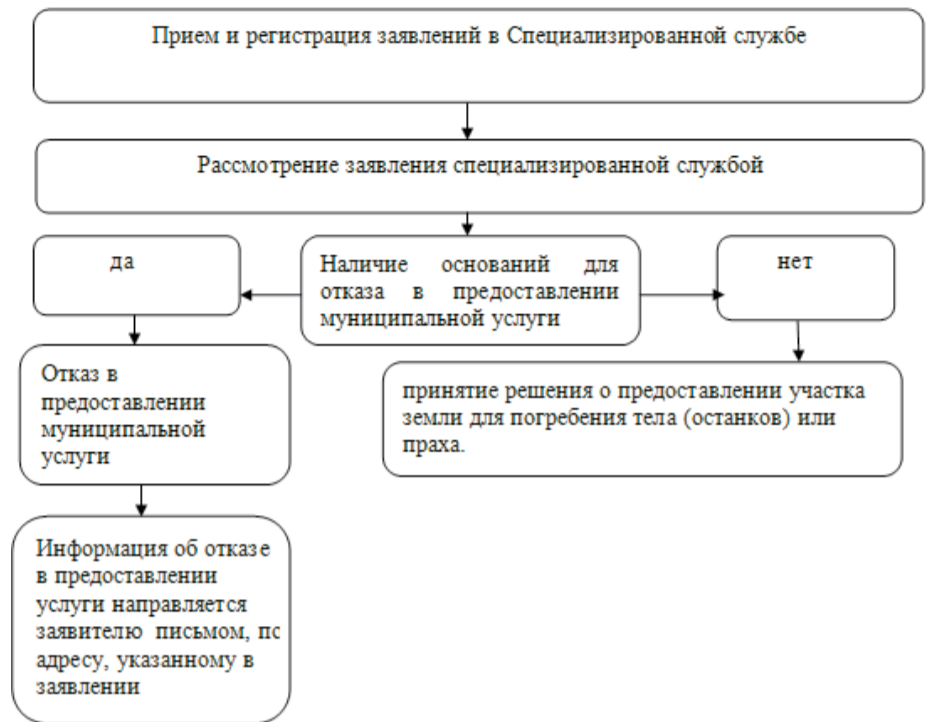 Прием и регистрация заявлений в Специализированной службе
Рассмотрение заявления специализированной службой
да
Наличие оснований для
отказа в предоставлении
муниципальной услуги
нет
Отказ в
предоставлении
муниципальной
услуги
принятие решения о предоставлении участка
земли для погребения тела (останков) или
праха.
Информация об отказе
в предоставлении
услуги направляется
заявителю письмом, по
адресу, указанному в
заявлении